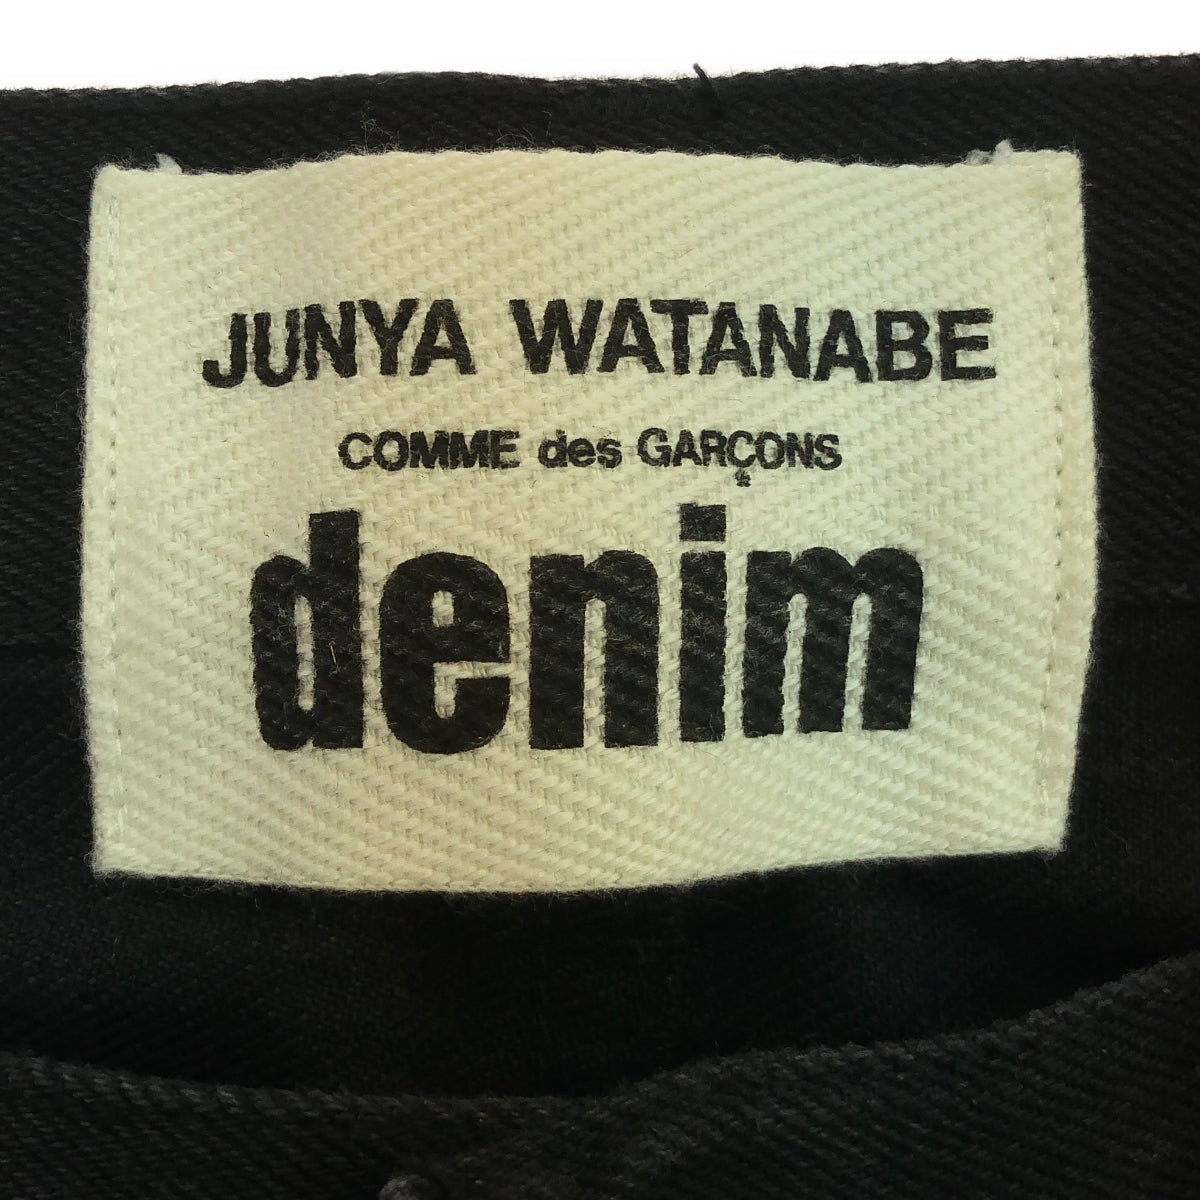 JUNYA WATANABE
COMME des GARÇONS
denim